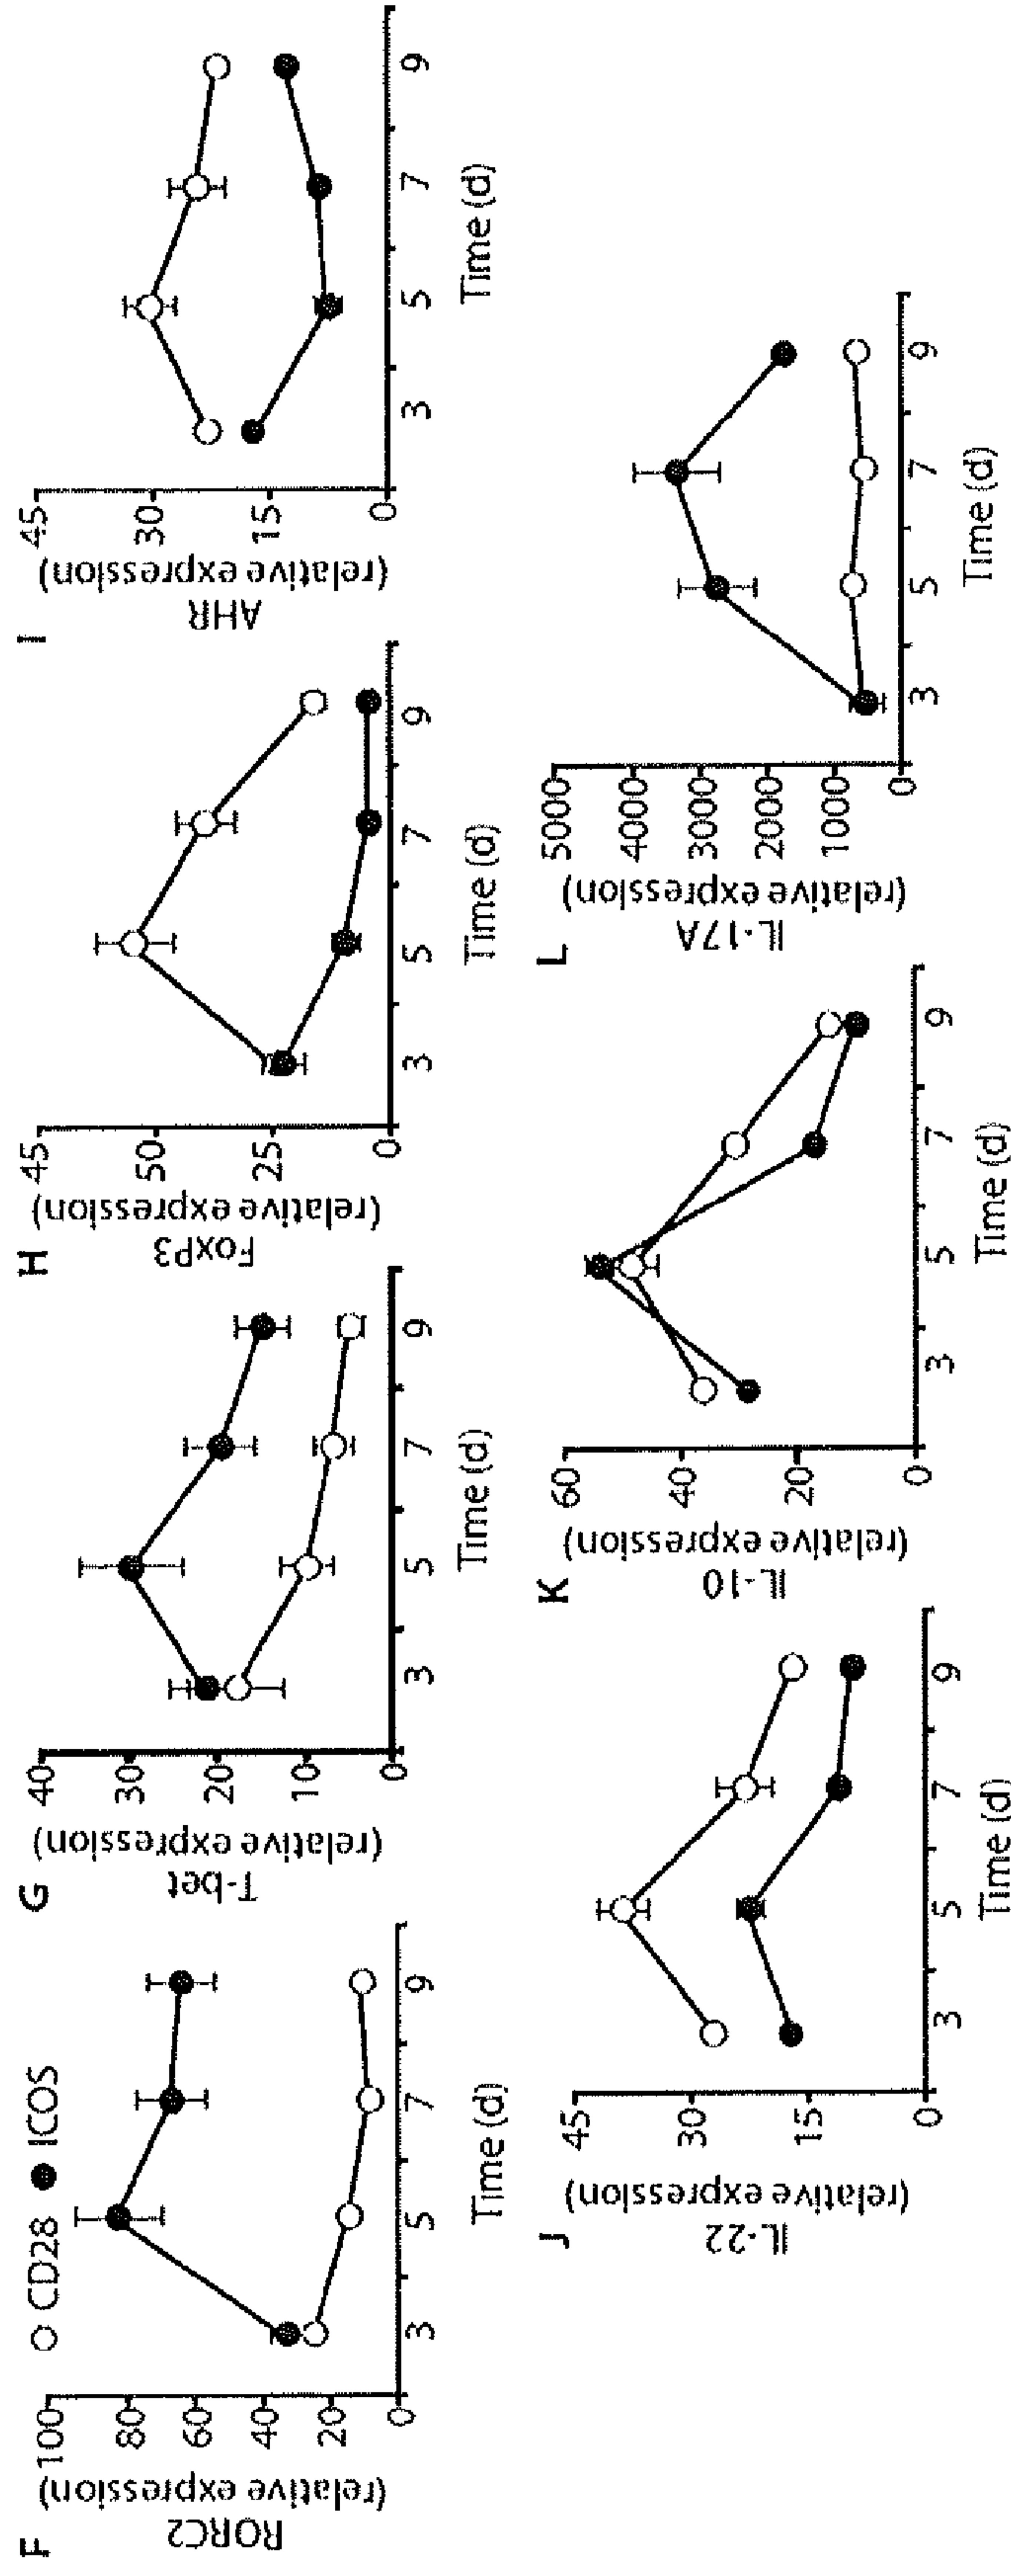 F
○ CD28 ● ICOS
RORC2
(relative expression)
100
80
60
40
20
0
3 5 7 9
Time (d)
G
T-bet
(relative expression)
40
30
20
10
0
3 5 7 9
Time (d)
H
FoxP3
(relative expression)
45
50
25
0
3 5 7 9
Time (d)
I
AHR
(relative expression)
45
30
15
0
3 5 7 9
Time (d)
J
IL-22
(relative expression)
45
30
15
0
3 5 7 9
Time (d)
K
IL-10
(relative expression)
60
40
20
0
3 5 7 9
Time (d)
L
IL-17A
(relative expression)
5000
4000
3000
2000
1000
0
3 5 7 9
Time (d)